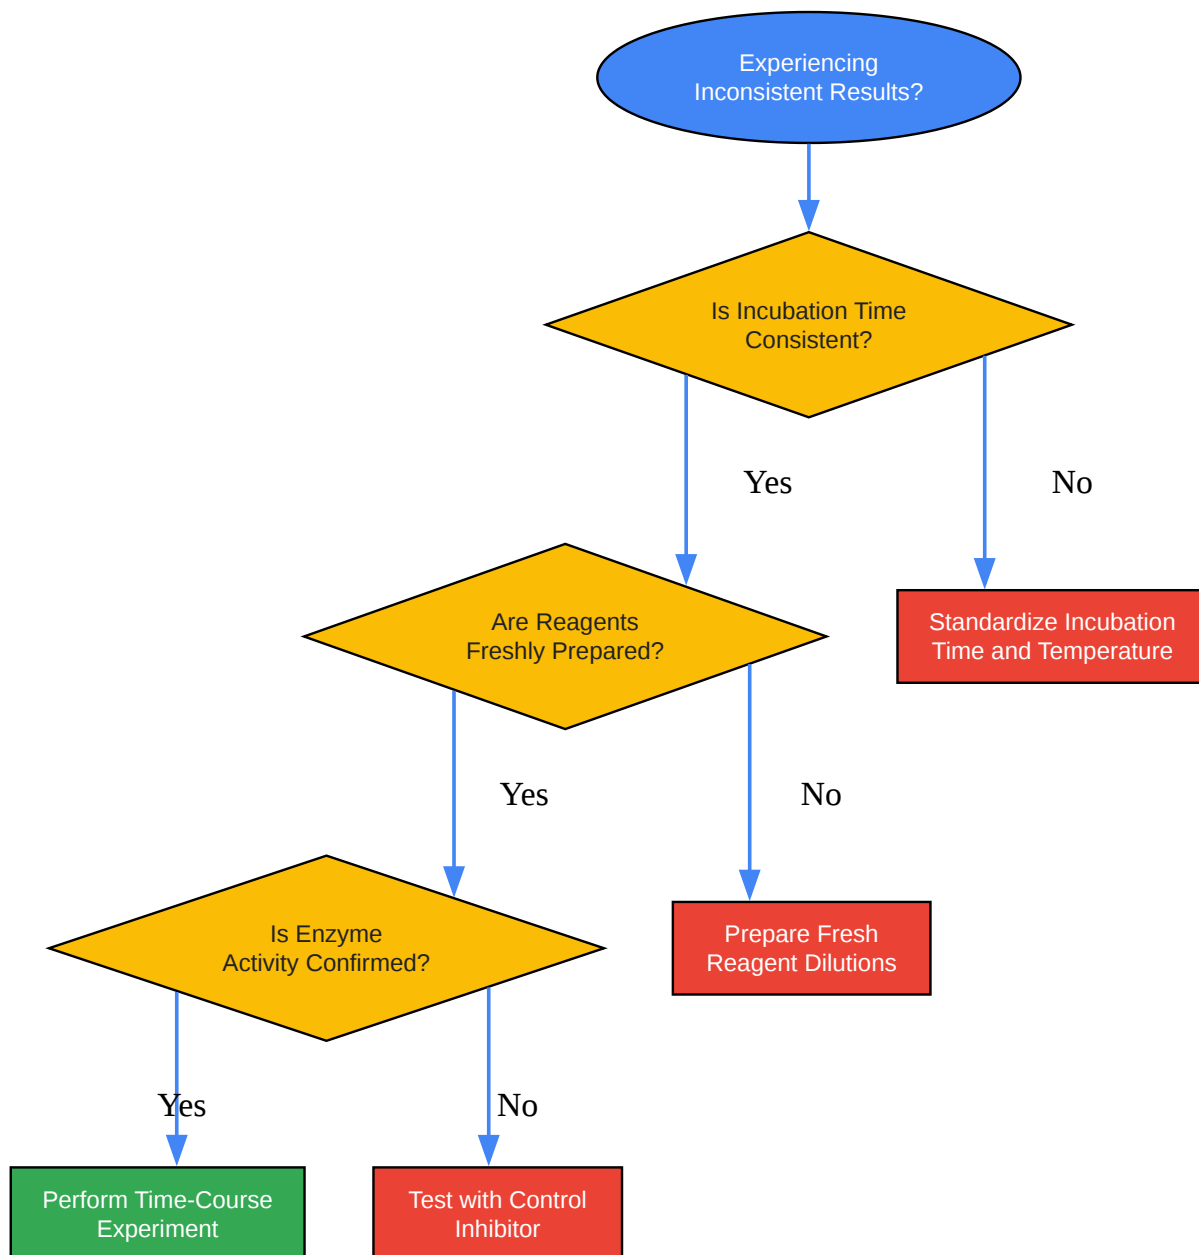 Experiencing
Inconsistent Results?
Is Incubation Time
Consistent?
Yes
No
Are Reagents
Freshly Prepared?
Standardize Incubation
Time and Temperature
Yes
No
Is Enzyme
Activity Confirmed?
Prepare Fresh
Reagent Dilutions
Yes
No
Perform Time-Course
Experiment
Test with Control
Inhibitor